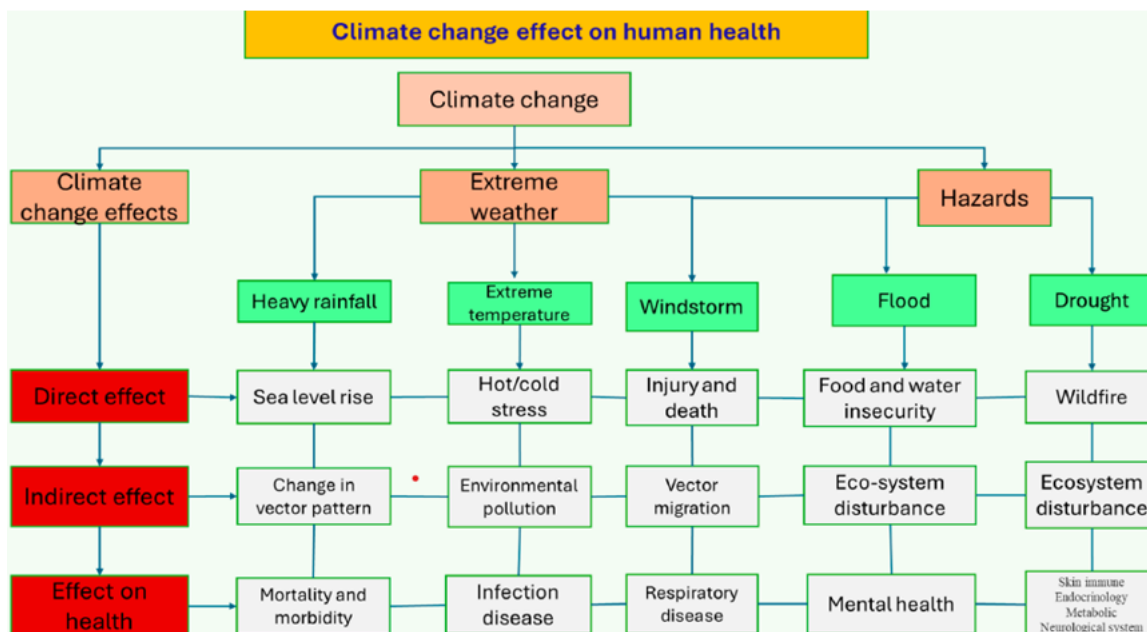 Climate change effect on human health
Climate change
Climate
change effects
Extreme
weather
Hazards
Heavy rainfall
Extreme
temperature
Windstorm
Flood
Drought
Direct effect
Sea level rise
Hot/cold
stress
Injury and
death
Food and water
insecurity
Wildfire
Indirect effect
Change in
vector pattern
Environmental
pollution
Vector
migration
Eco-system
disturbance
Ecosystem
disturbance
Effect on
health
Mortality and
morbidity
Infection
disease
Respiratory
disease
Mental health
Skin immune
Endocrinology
Metabolic
Neurological system